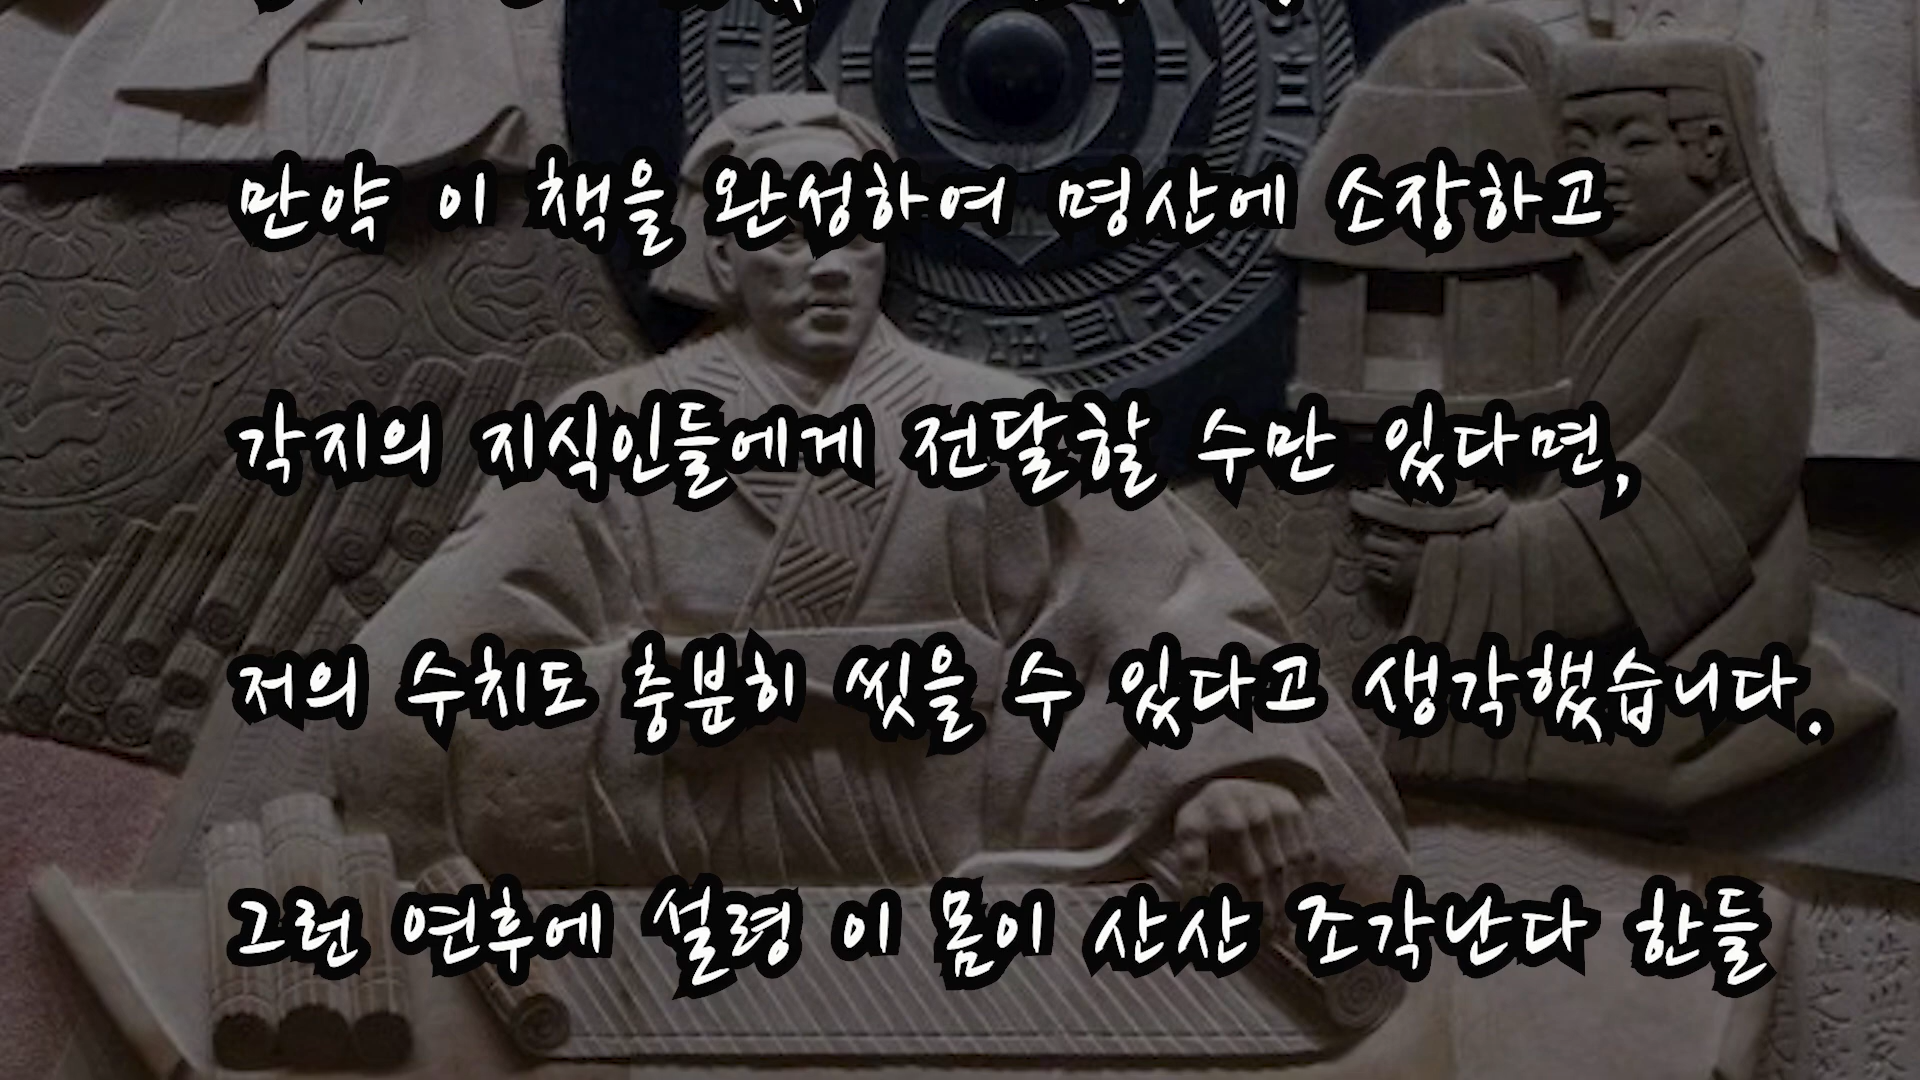 만약 이 책을 완성하여 명산에 소장하고
각지의 지식인들에게 전달할 수만 있다면,
저의 수치도 충분히 씻을 수 있다고 생각했습니다.
그런 연후에 설령 이 몸이 산산 조각난다 한들